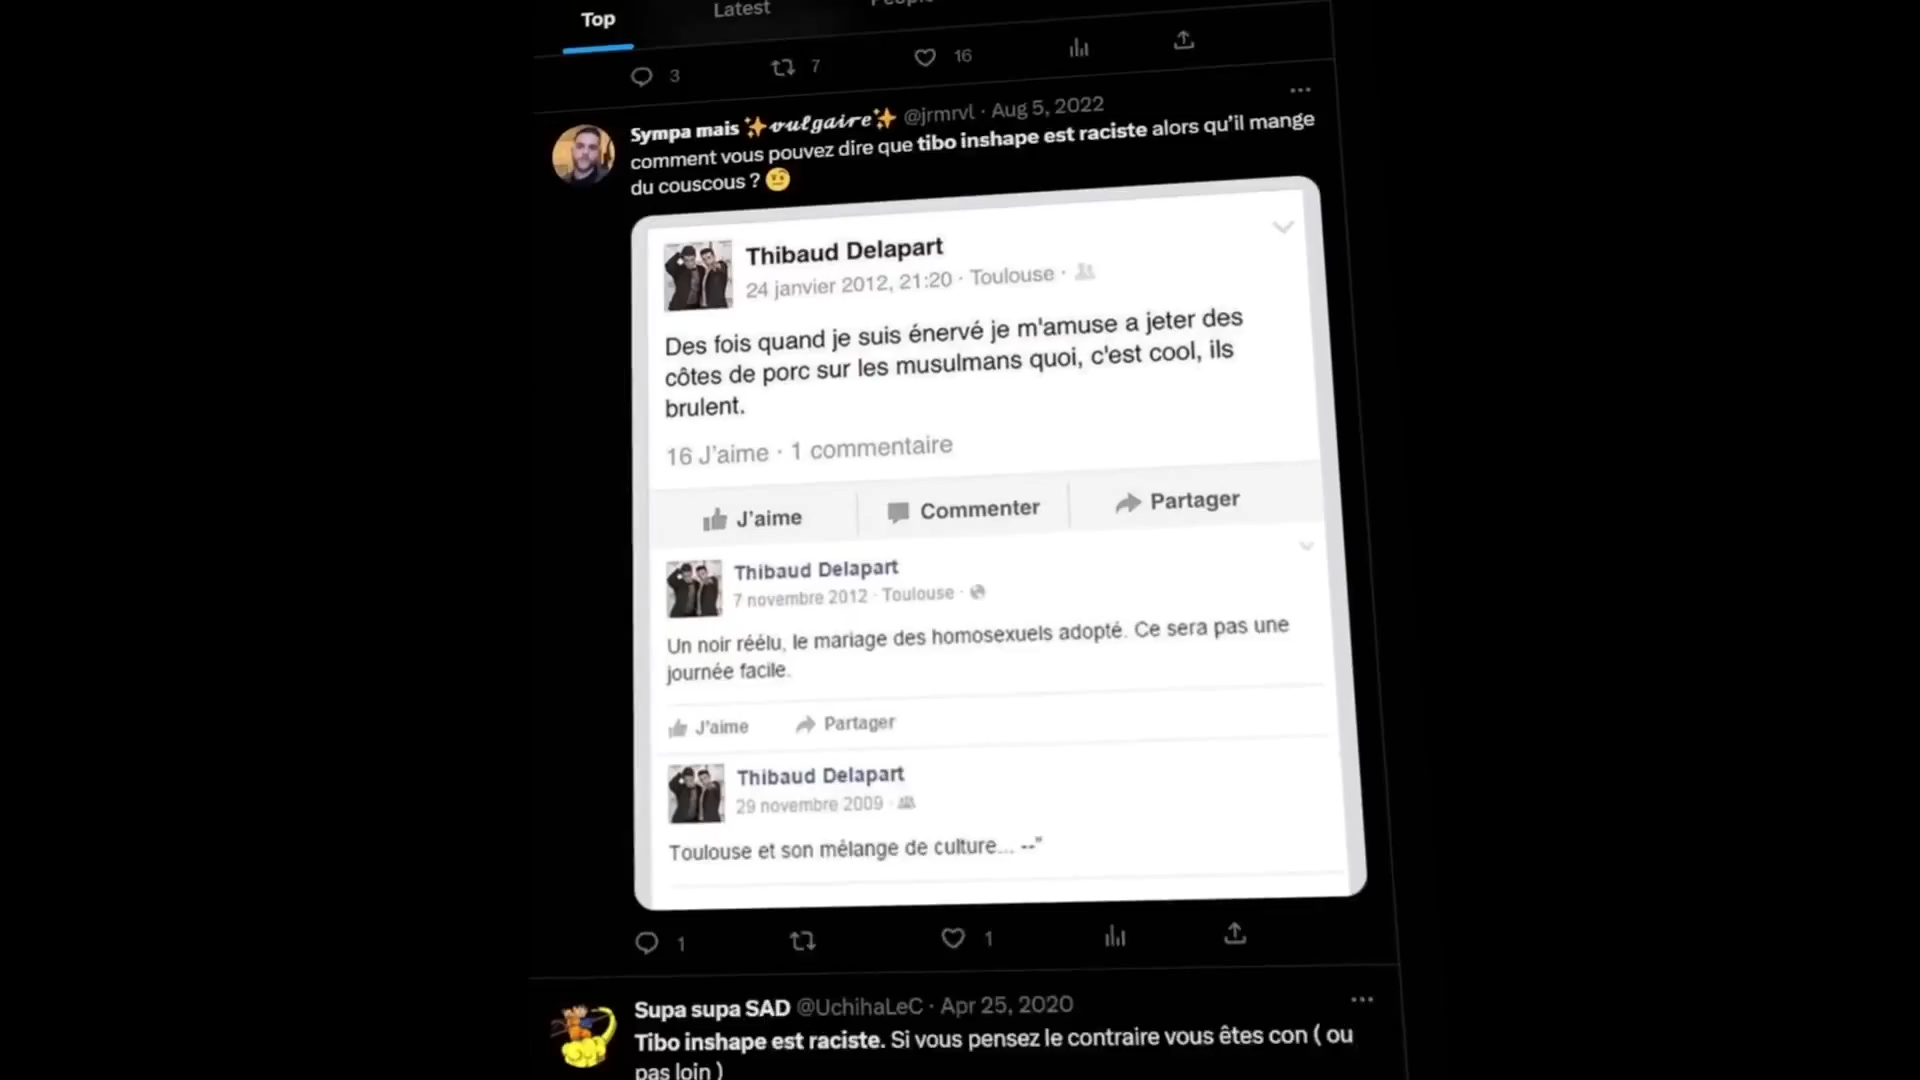 Top Latest People
3 7 16
Sympa mais ✨vulgaire✨ @jrmrvl · Aug 5, 2022
comment vous pouvez dire que tibo inshape est raciste alors qu'il mange
du couscous ? 🤨
Thibaud Delapart
24 janvier 2012, 21:20 · Toulouse ·
Des fois quand je suis énervé je m'amuse a jeter des
côtes de porc sur les musulmans quoi, c'est cool, ils
brulent.
16 J'aime · 1 commentaire
J'aime Commenter Partager
Thibaud Delapart
7 novembre 2012 · Toulouse ·
Un noir réélu, le mariage des homosexuels adopté. Ce sera pas une
journée facile.
J'aime Partager
Thibaud Delapart
29 novembre 2009 ·
Toulouse et son mélange de culture... --"
1 1
Supa supa SAD @UchihaLeC · Apr 25, 2020
Tibo inshape est raciste. Si vous pensez le contraire vous êtes con ( ou
pas loin )